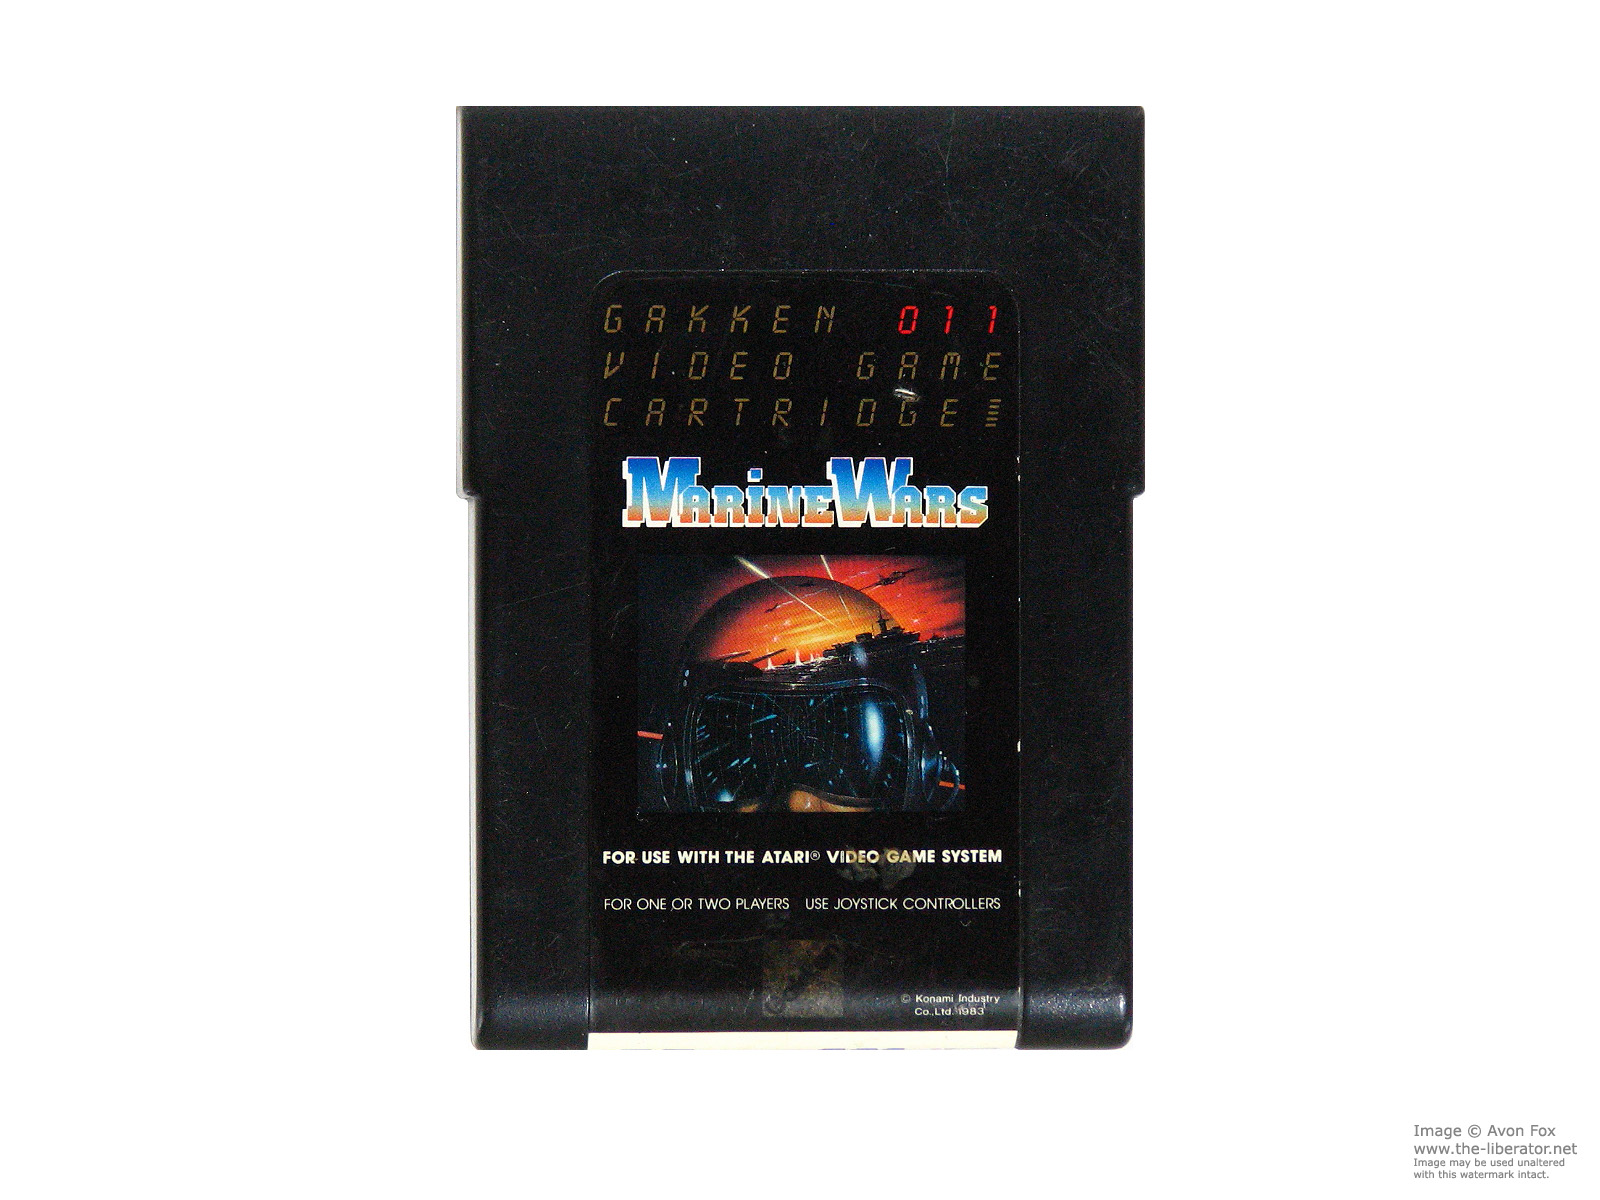 GAKKEN 011
VIDEO GAME
CARTRIDGE
MARINE WARS
FOR USE WITH THE ATARI® VIDEO GAME SYSTEM
FOR ONE OR TWO PLAYERS USE JOYSTICK CONTROLLERS
© Konami Industry
Co.,Ltd. 1983
Image © Avon Fox
www.the-liberator.net
Image may be used unaltered
with this watermark intact.